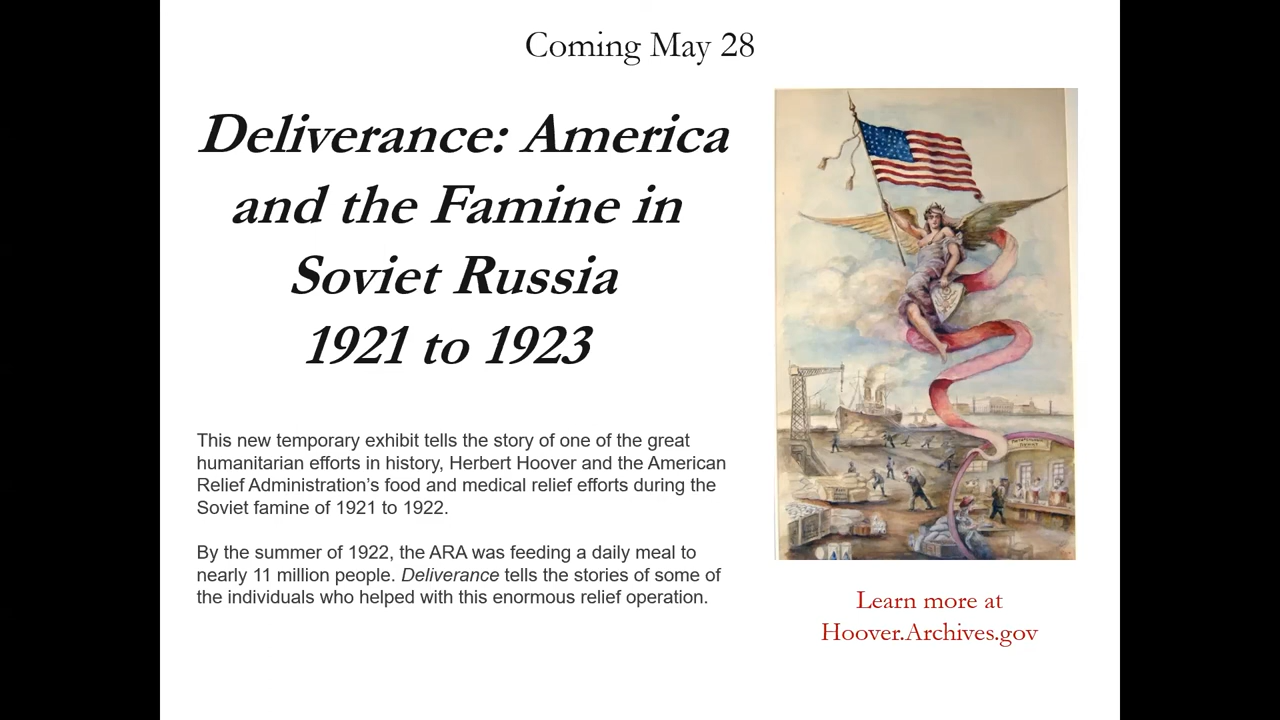 Coming May 28
Deliverance: America
and the Famine in
Soviet Russia
1921 to 1923
This new temporary exhibit tells the story of one of the great
humanitarian efforts in history, Herbert Hoover and the American
Relief Administration’s food and medical relief efforts during the
Soviet famine of 1921 to 1922.
By the summer of 1922, the ARA was feeding a daily meal to
nearly 11 million people. Deliverance tells the stories of some of
the individuals who helped with this enormous relief operation.
Learn more at
Hoover.Archives.gov